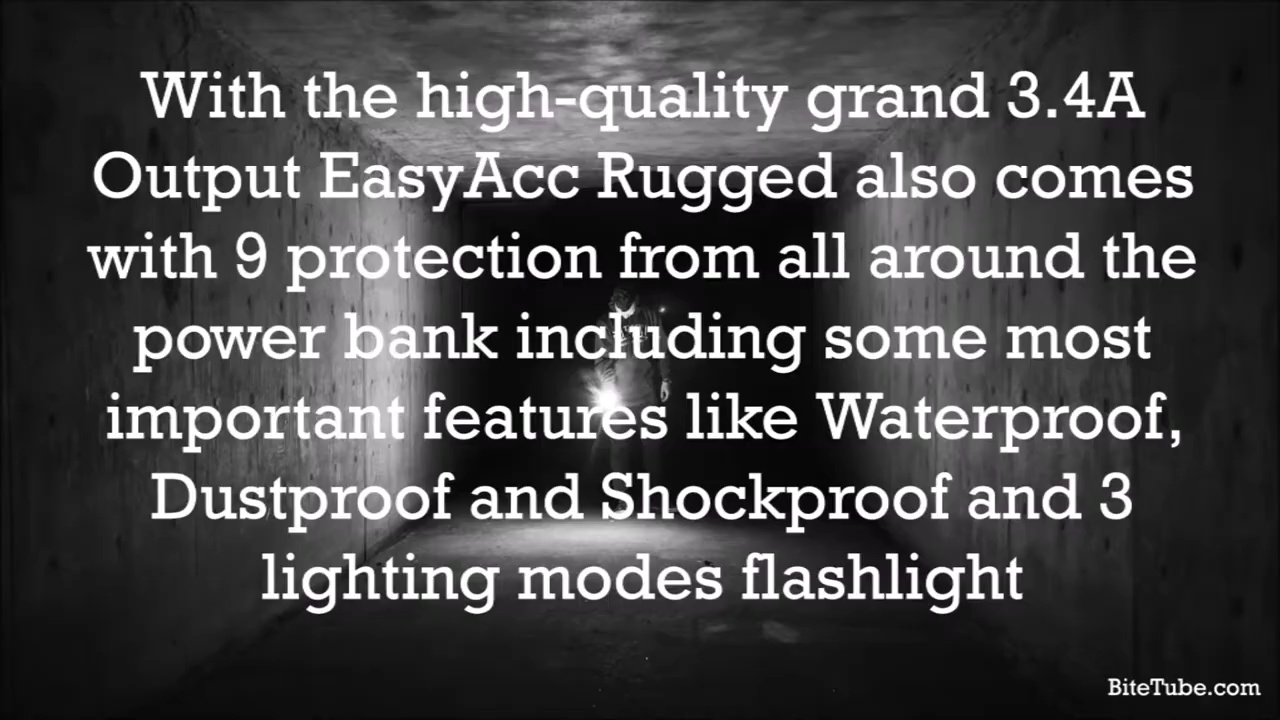 With the high-quality grand 3.4A
Output EasyAcc Rugged also comes
with 9 protection from all around the
power bank including some most
important features like Waterproof,
Dustproof and Shockproof and 3
lighting modes flashlight
BiteTube.com